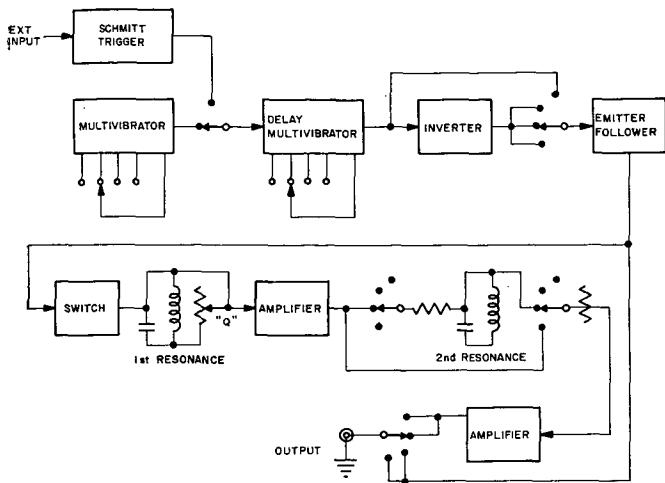 EXT
INPUT
SCHMITT
TRIGGER
MULTIVIBRATOR
DELAY
MULTIVIBRATOR
INVERTER
EMITTER
FOLLOWER
SWITCH
"Q"
AMPLIFIER
1st RESONANCE
2nd RESONANCE
OUTPUT
AMPLIFIER